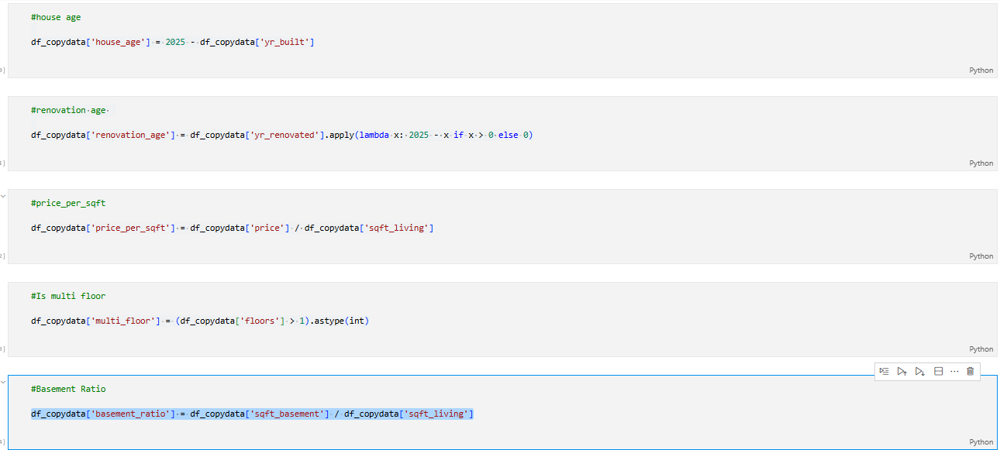 #house age
df_copydata['house_age'] = 2025 - df_copydata['yr_built']
Python
#renovation age
df_copydata['renovation_age'] = df_copydata['yr_renovated'].apply(lambda x: 2025 - x if x > 0 else 0)
Python
#price_per_sqft
df_copydata['price_per_sqft'] = df_copydata['price'] / df_copydata['sqft_living']
Python
#Is multi floor
df_copydata['multi_floor'] = (df_copydata['floors'] > 1).astype(int)
Python
#Basement Ratio
df_copydata['basement_ratio'] = df_copydata['sqft_basement'] / df_copydata['sqft_living']
Python